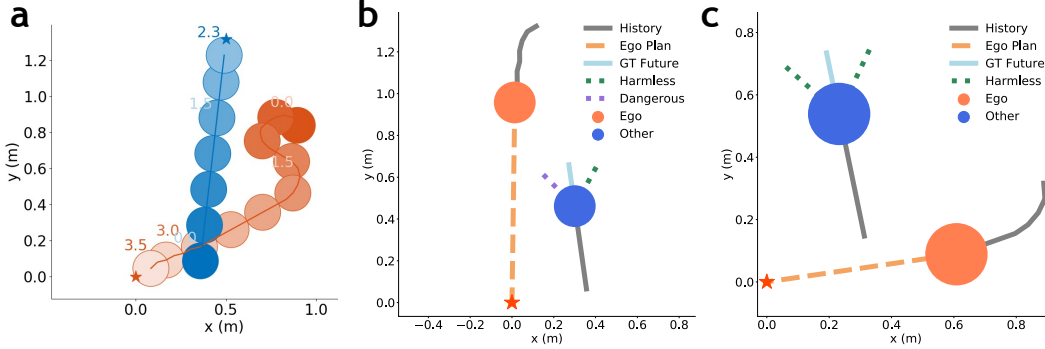 a
2.3
1.2
1.0
0.8
0.6
0.4
0.2
0.0
y (m)
1.5
0.0
1.5
3.0
0.0
3.5
0.0
0.5
1.0
x (m)
b
History
Ego Plan
GT Future
Harmless
Dangerous
Ego
Other
1.2
1.0
0.8
0.6
0.4
0.2
0.0
y (m)
−0.4 −0.2 0.0 0.2 0.4 0.6 0.8
x (m)
c
History
Ego Plan
GT Future
Harmless
Ego
Other
0.8
0.6
0.4
0.2
0.0
y (m)
0.0 0.2 0.4 0.6 0.8
x (m)